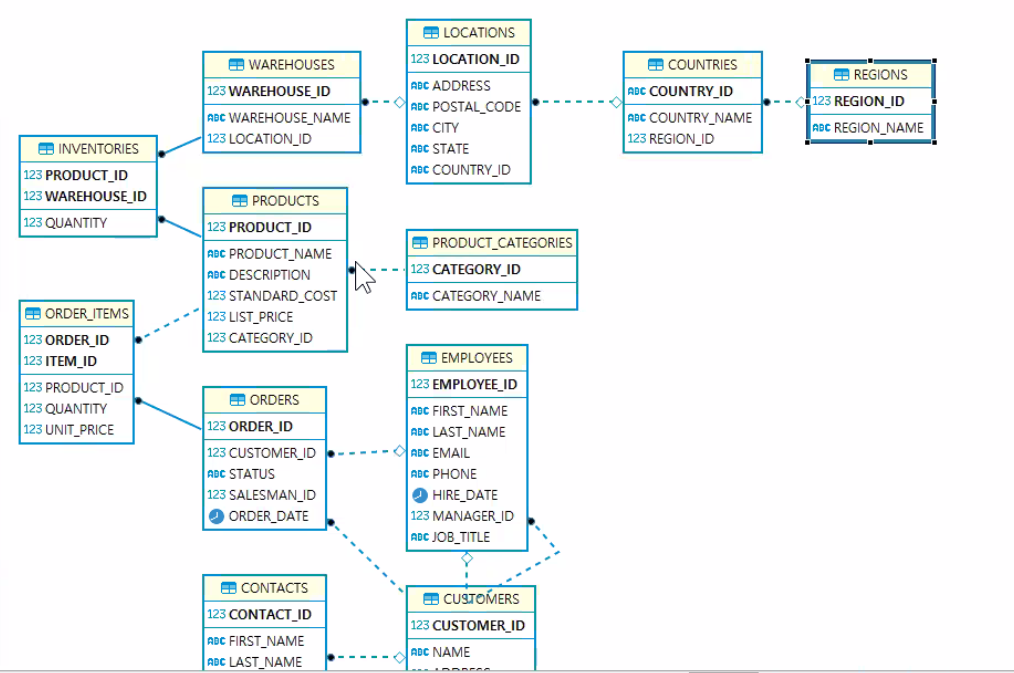 LOCATIONS
123 LOCATION_ID
ABC ADDRESS
ABC POSTAL_CODE
ABC CITY
ABC STATE
ABC COUNTRY_ID
WAREHOUSES
123 WAREHOUSE_ID
ABC WAREHOUSE_NAME
123 LOCATION_ID
COUNTRIES
ABC COUNTRY_ID
ABC COUNTRY_NAME
123 REGION_ID
REGIONS
123 REGION_ID
ABC REGION_NAME
INVENTORIES
123 PRODUCT_ID
123 WAREHOUSE_ID
123 QUANTITY
PRODUCTS
123 PRODUCT_ID
ABC PRODUCT_NAME
ABC DESCRIPTION
123 STANDARD_COST
123 LIST_PRICE
123 CATEGORY_ID
PRODUCT_CATEGORIES
123 CATEGORY_ID
ABC CATEGORY_NAME
ORDER_ITEMS
123 ORDER_ID
123 ITEM_ID
123 PRODUCT_ID
123 QUANTITY
123 UNIT_PRICE
ORDERS
123 ORDER_ID
123 CUSTOMER_ID
ABC STATUS
123 SALESMAN_ID
ORDER_DATE
EMPLOYEES
123 EMPLOYEE_ID
ABC FIRST_NAME
ABC LAST_NAME
ABC EMAIL
ABC PHONE
HIRE_DATE
123 MANAGER_ID
ABC JOB_TITLE
CONTACTS
123 CONTACT_ID
ABC FIRST_NAME
ABC LAST_NAME
CUSTOMERS
123 CUSTOMER_ID
ABC NAME